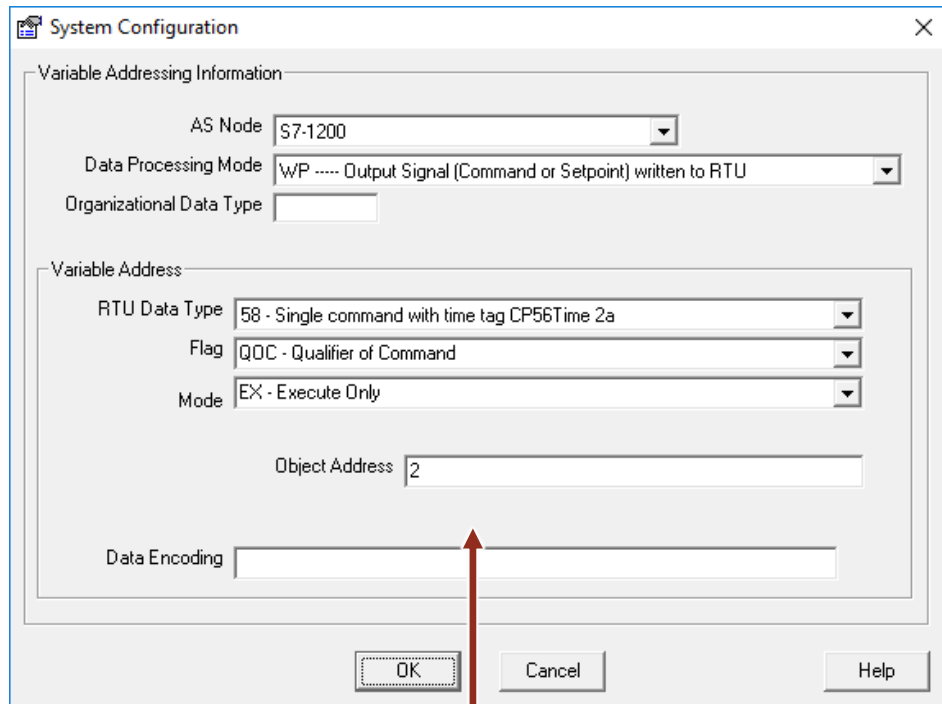 System Configuration
Variable Addressing Information
AS Node S7-1200
Data Processing Mode WP ----- Output Signal (Command or Setpoint) written to RTU
Organizational Data Type
Variable Address
RTU Data Type 58 - Single command with time tag CP56Time 2a
Flag QOC - Qualifier of Command
Mode EX - Execute Only
Object Address 2
Data Encoding
OK Cancel Help